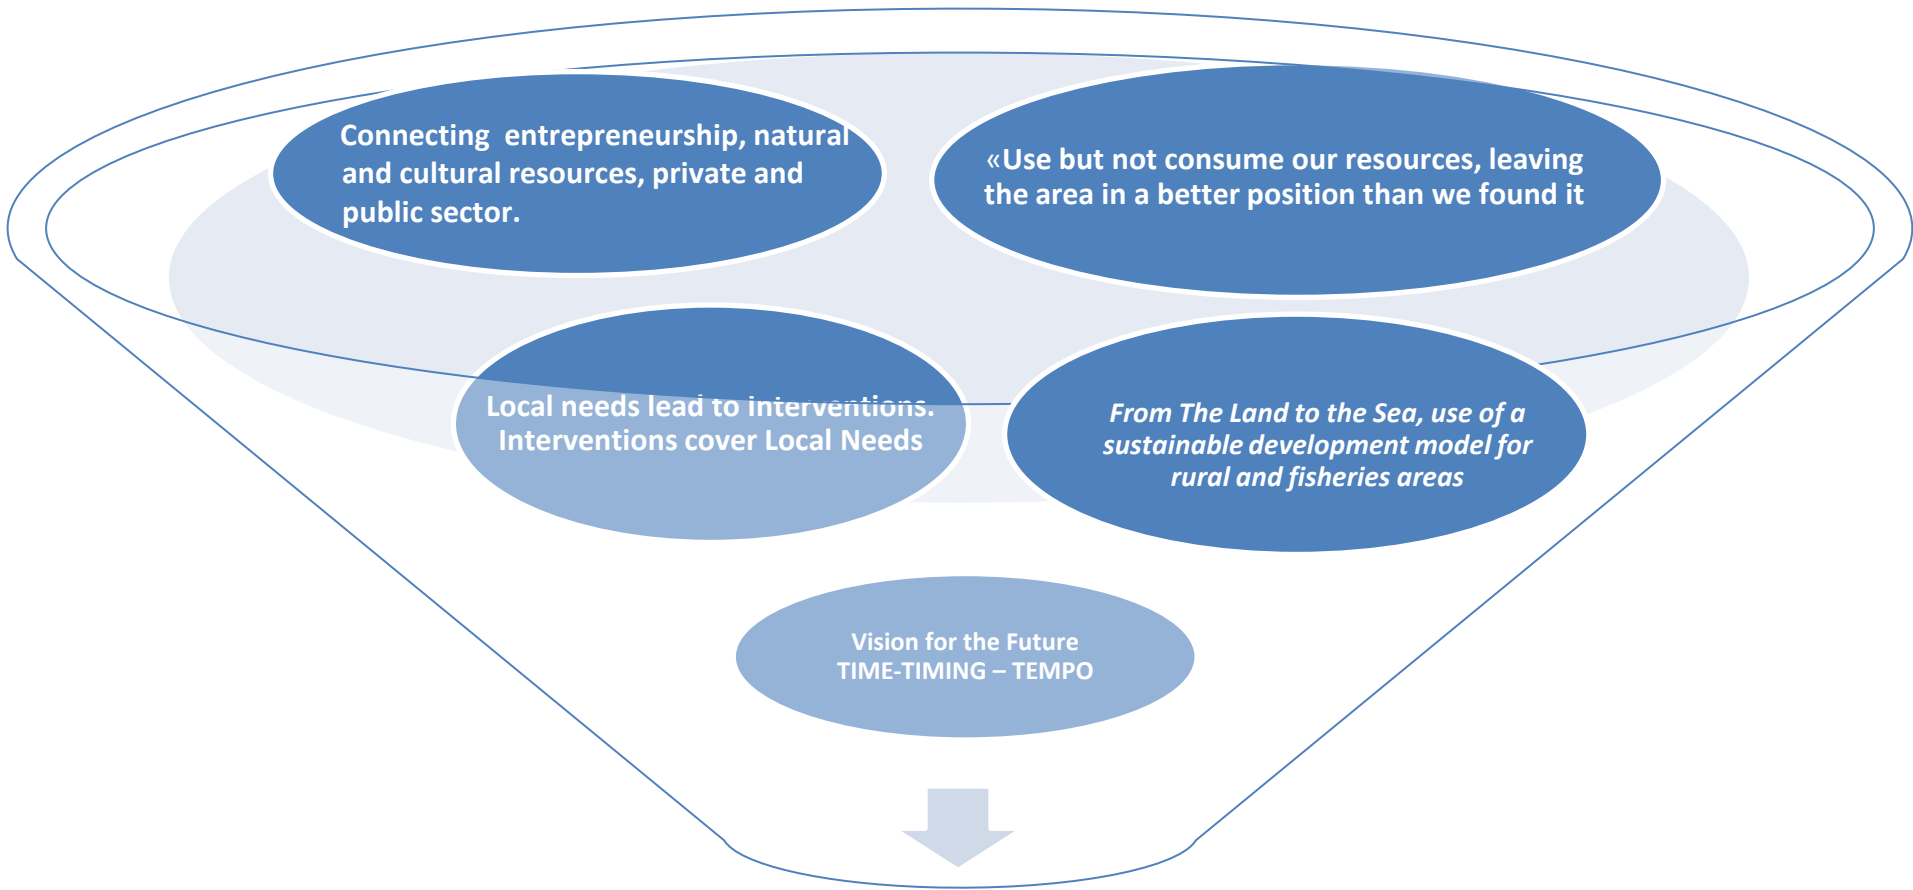 Connecting entrepreneurship, natural
and cultural resources, private and
public sector.
«Use but not consume our resources, leaving
the area in a better position than we found it
Local needs lead to interventions.
Interventions cover Local Needs
From The Land to the Sea, use of a
sustainable development model for
rural and fisheries areas
Vision for the Future
TIME-TIMING – TEMPO